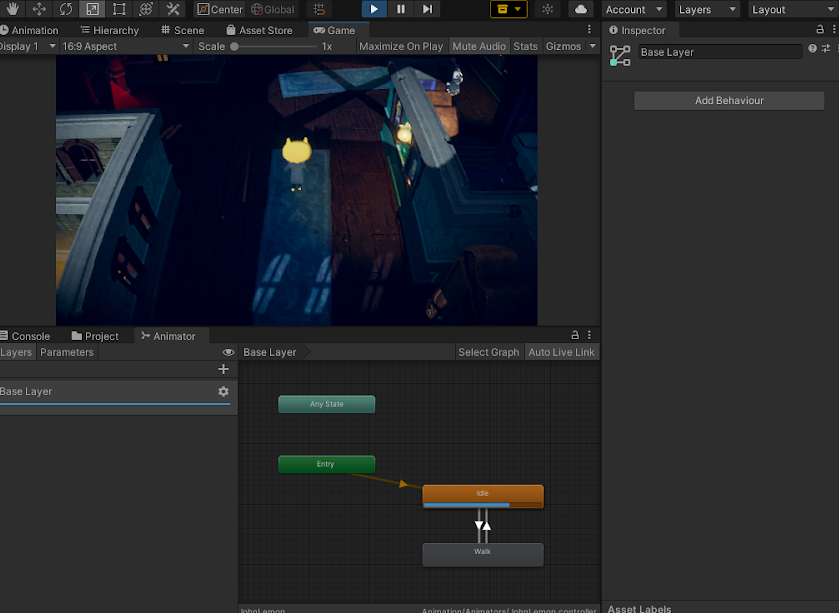 Center Global Account Layers Layout
Animation Hierarchy Scene Asset Store Game Inspector
Display 1 16:9 Aspect Scale 1x Maximize On Play Mute Audio Stats Gizmos
Base Layer
Add Behaviour
Console Project Animator
Layers Parameters Base Layer Select Graph Auto Live Link
Base Layer
Any State
Entry
Idle
Walk
JohnLemon Animation/Animators/JohnLemon.controller
Asset Labels